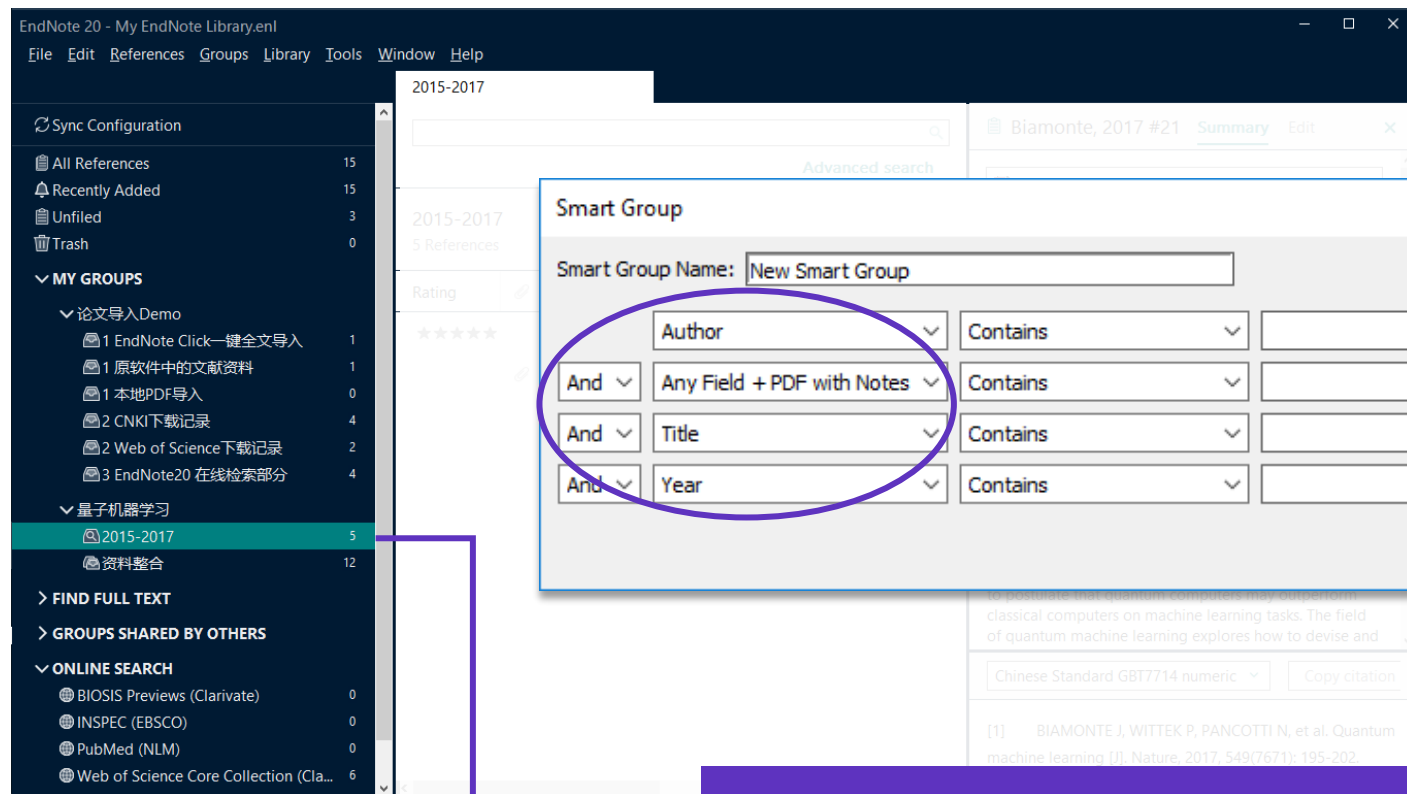 EndNote 20 - My EndNote Library.enl
File Edit References Groups Library Tools Window Help
2015-2017
Sync Configuration
All References 15
Recently Added 15
Unfiled 3
Trash 0
MY GROUPS
论文导入Demo
1 EndNote Click一键全文导入 1
1 原软件中的文献资料 1
1 本地PDF导入 0
2 CNKI下载记录 4
2 Web of Science下载记录 2
3 EndNote20 在线检索部分 4
量子机器学习
2015-2017 5
资料整合 12
FIND FULL TEXT
GROUPS SHARED BY OTHERS
ONLINE SEARCH
BIOSIS Previews (Clarivate) 0
INSPEC (EBSCO) 0
PubMed (NLM) 0
Web of Science Core Collection (Cla... 6
Advanced search
2015-2017
5 References
Rating
Biamonte, 2017 #21 Summary Edit
Smart Group
Smart Group Name: New Smart Group
Author Contains
And Any Field + PDF with Notes Contains
And Title Contains
And Year Contains
to postulate that quantum computers may outperform
classical computers on machine learning tasks. The field
of quantum machine learning explores how to devise and
Chinese Standard GBT7714 numeric Copy citation
[1] BIAMONTE J, WITTEK P, PANCOTTI N, et al. Quantum
machine learning [J]. Nature, 2017, 549(7671): 195-202.